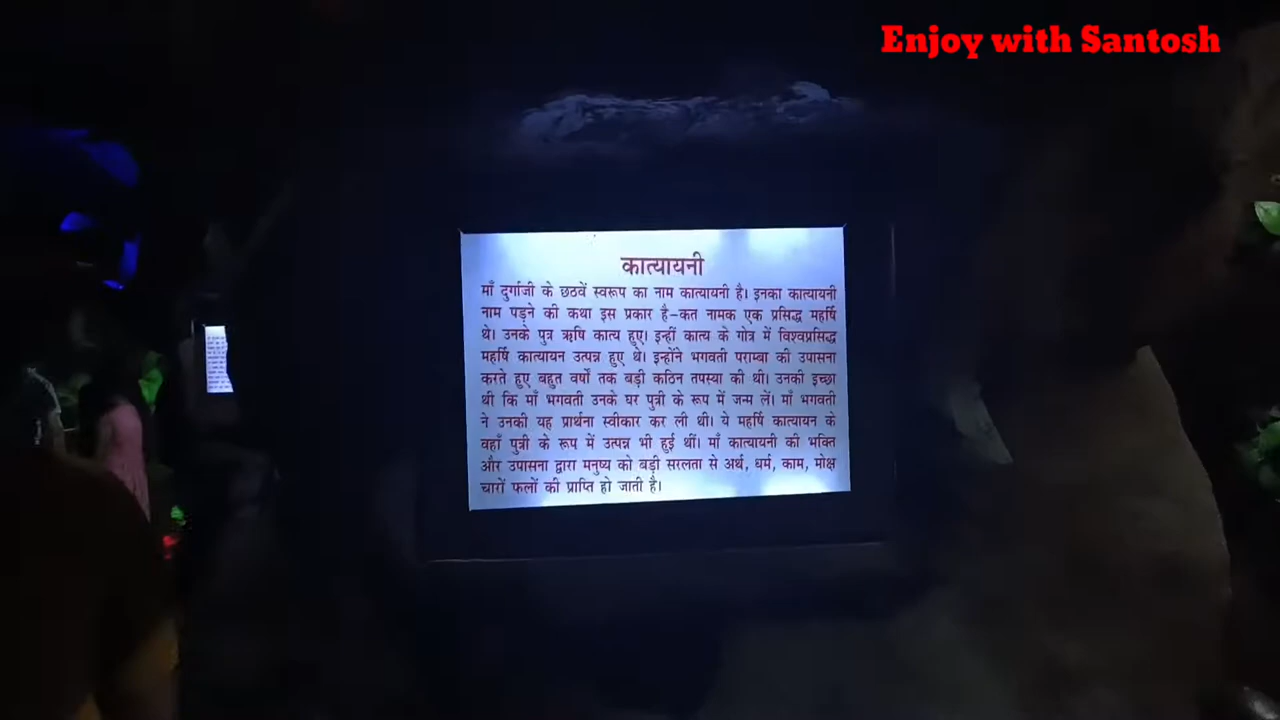 Enjoy with Santosh
कात्यायनी
माँ दुर्गाजी के छठवें स्वरूप का नाम कात्यायनी है। इनका कात्यायनी
नाम पड़ने की कथा इस प्रकार है-कत नामक एक प्रसिद्ध महर्षि
थे। उनके पुत्र ऋषि कात्य हुए। इन्हीं कात्य के गोत्र में विश्वप्रसिद्ध
महर्षि कात्यायन उत्पन्न हुए थे। इन्होंने भगवती पराम्बा की उपासना
करते हुए बहुत वर्षों तक बड़ी कठिन तपस्या की थी। उनकी इच्छा
थी कि माँ भगवती उनके घर पुत्री के रूप में जन्म लें। माँ भगवती
ने उनकी यह प्रार्थना स्वीकार कर ली थी। ये महर्षि कात्यायन के
वहाँ पुत्री के रूप में उत्पन्न भी हुई थीं। माँ कात्यायनी की भक्ति
और उपासना द्वारा मनुष्य को बड़ी सरलता से अर्थ, धर्म, काम, मोक्ष
चारों फलों की प्राप्ति हो जाती है।